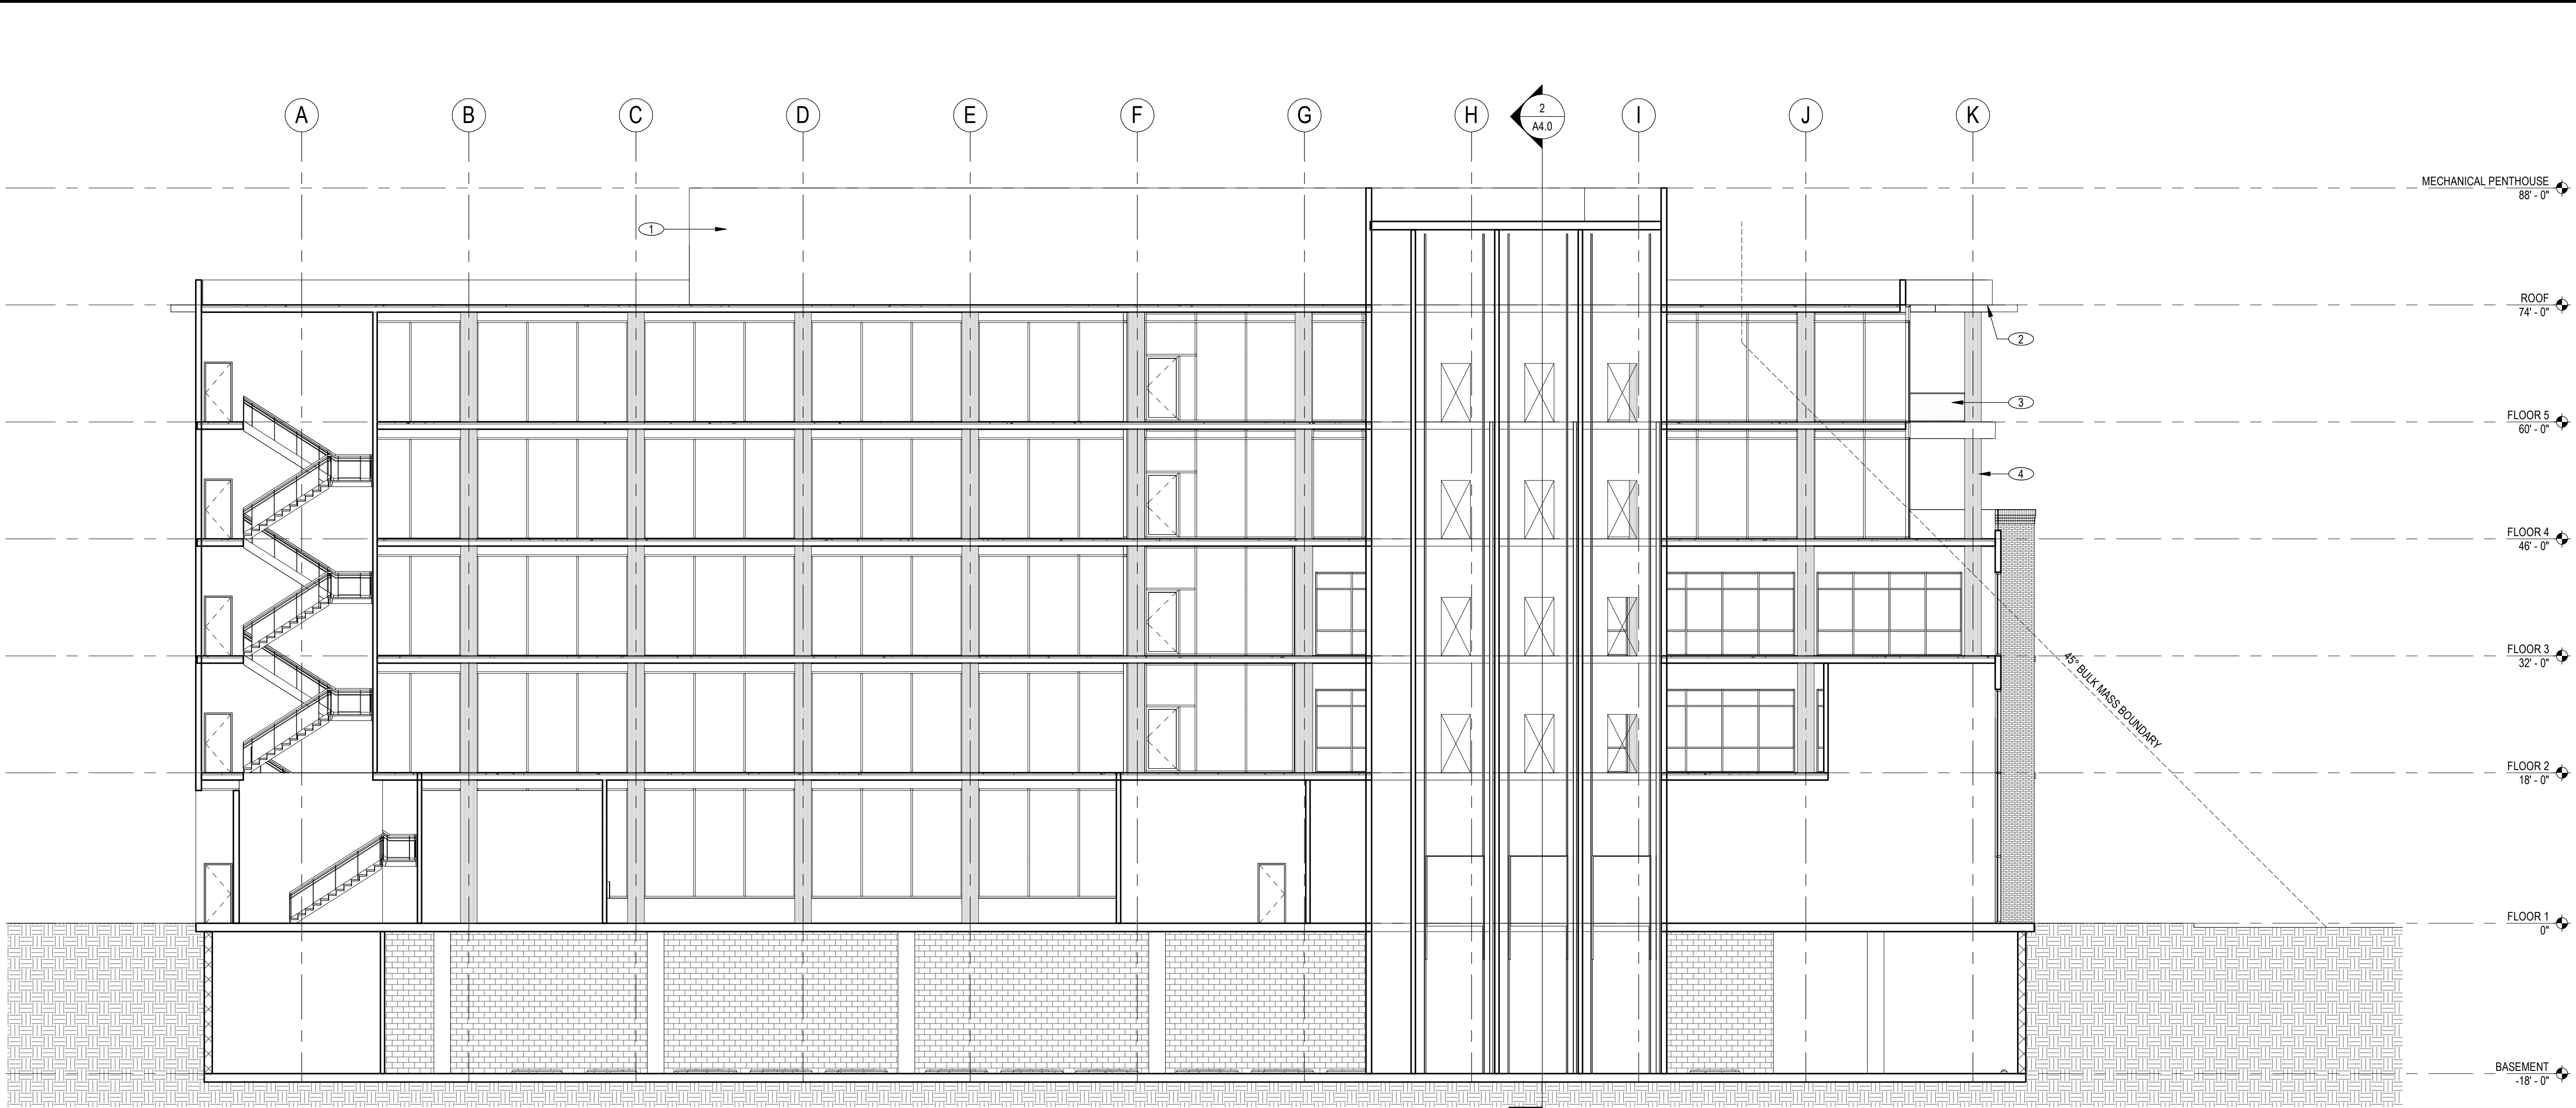 A
B
C
D
E
F
G
H
2
A4.0
I
J
K
MECHANICAL PENTHOUSE
88' - 0"
1
ROOF
74' - 0"
2
3
FLOOR 5
60' - 0"
4
FLOOR 4
46' - 0"
FLOOR 3
32' - 0"
45° BULK MASS BOUNDARY
FLOOR 2
18' - 0"
FLOOR 1
0"
BASEMENT
-18' - 0"